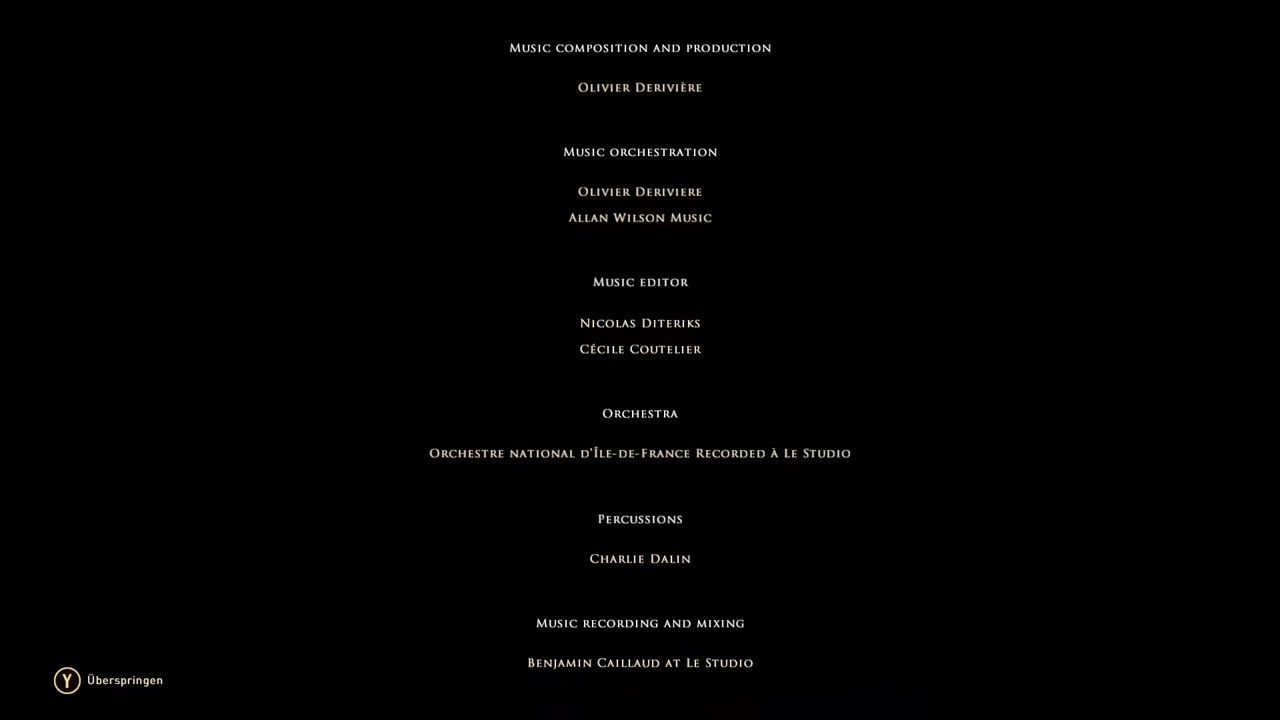 Music composition and production
Olivier Derivière
Music orchestration
Olivier Deriviere
Allan Wilson Music
Music editor
Nicolas Diteriks
Cécile Coutelier
Orchestra
Orchestre national d'Île-de-France Recorded à Le Studio
Percussions
Charlie Dalin
Music recording and mixing
Benjamin Caillaud at Le Studio
Y Überspringen